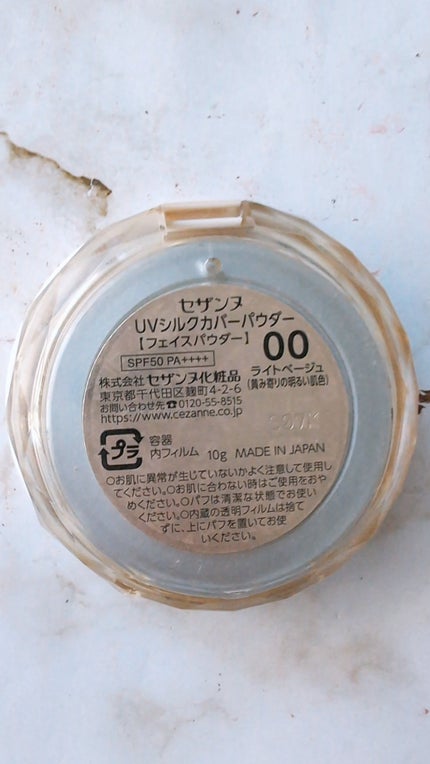 セザンヌ
UVシルクカバーパウダー
【フェイスパウダー】
00
SPF50 PA++++
ライトベージュ
(黄み寄りの明るい肌色)
株式会社 セザンヌ化粧品
東京都千代田区麹町4-2-6
お問い合わせ先☎0120-55-8515
https://www.cezanne.co.jp
プラ
容器
内フィルム 10g MADE IN JAPAN
○お肌に異常が生じていないかよく注意して使用し
てください。○お肌に合わない時はご使用をおや
めください。○パフは清潔な状態でお使い
ください。○内蔵の透明フィルムは捨て
ずに、上にパフを置いてお使
いください。